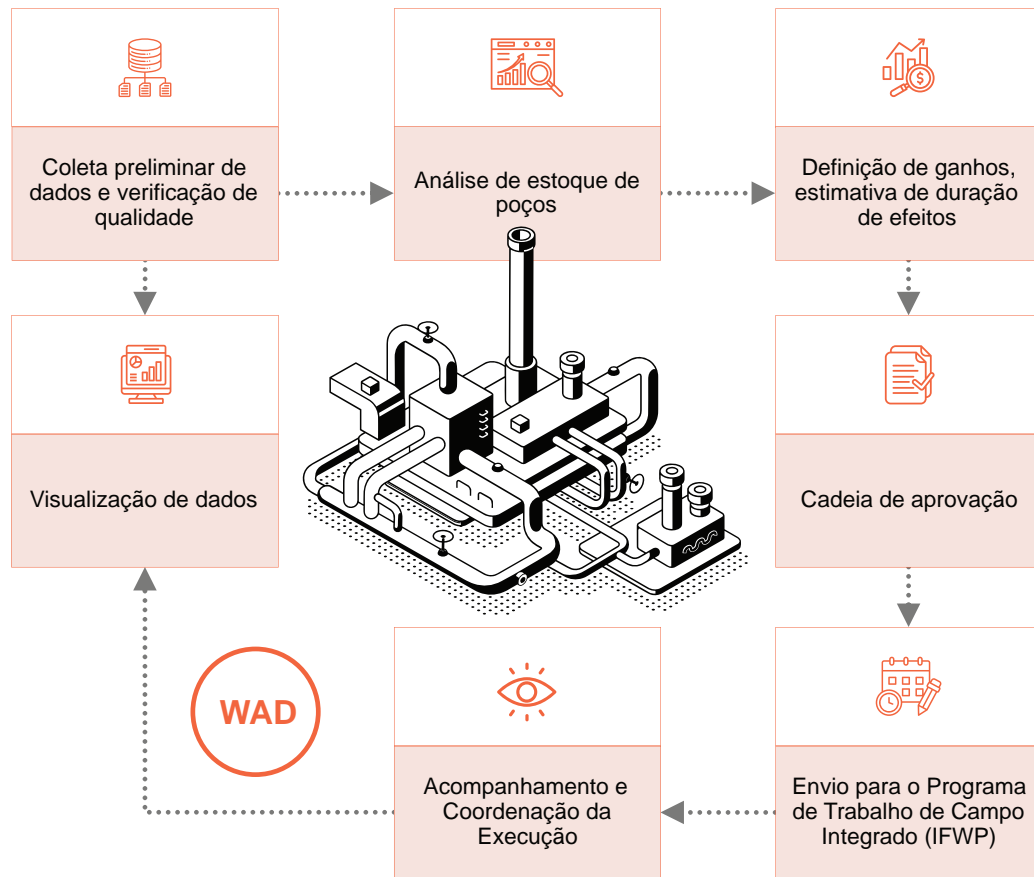 Coleta preliminar de
dados e verificação de
qualidade
Análise de estoque de
poços
Definição de ganhos,
estimativa de duração
de efeitos
Visualização de dados
Cadeia de aprovação
WAD
Acompanhamento e
Coordenação da
Execução
Envio para o Programa
de Trabalho de Campo
Integrado (IFWP)